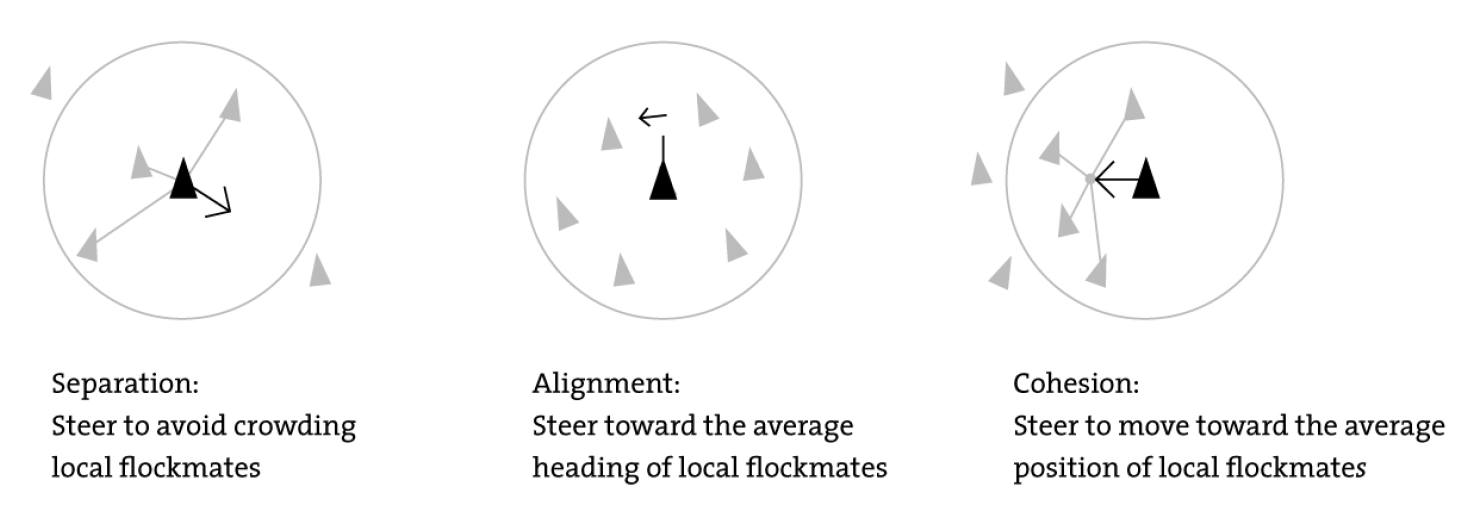 Separation:
Steer to avoid crowding
local flockmates
Alignment:
Steer toward the average
heading of local flockmates
Cohesion:
Steer to move toward the average
position of local flockmates